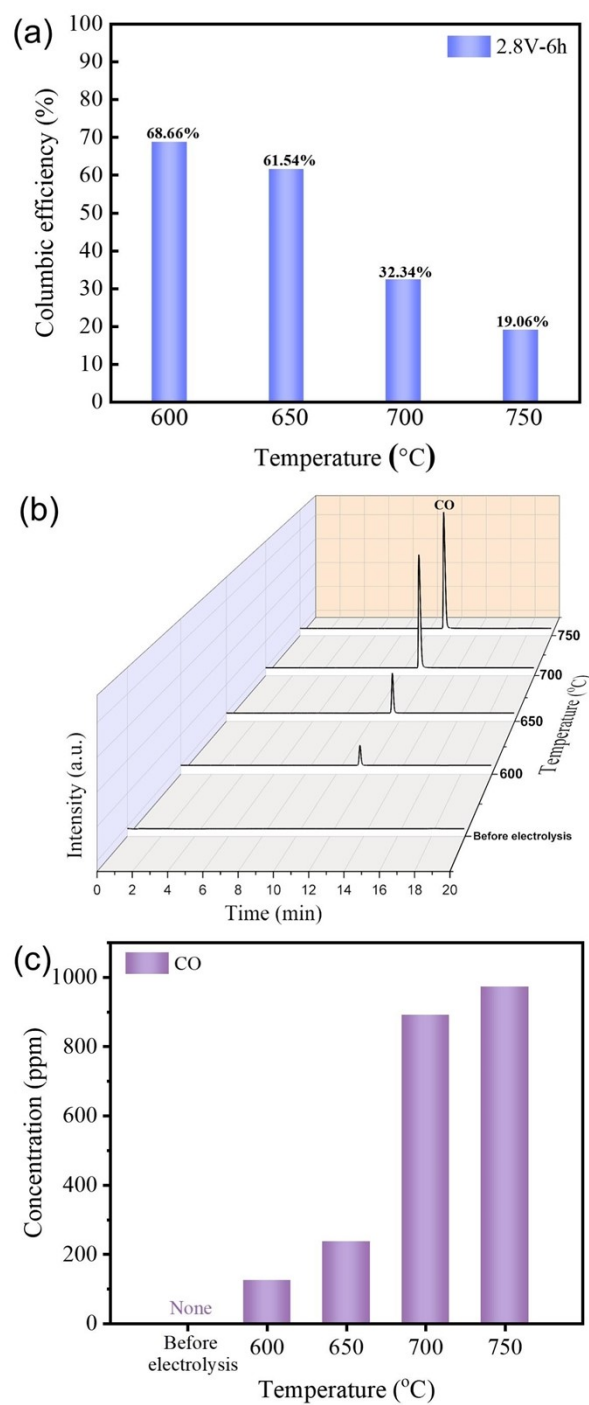 (a)
100
90
80
70
60
50
40
30
20
10
0
Columbic efficiency (%)
2.8V-6h
68.66%
61.54%
32.34%
19.06%
600 650 700 750
Temperature (°C)
(b)
CO
Intensity (a.u.)
750
700
650
600
Before electrolysis
Temperature (°C)
0 2 4 6 8 10 12 14 16 18 20
Time (min)
(c)
CO
1000
800
600
400
200
0
Concentration (ppm)
None
Before
electrolysis
600 650 700 750
Temperature (°C)